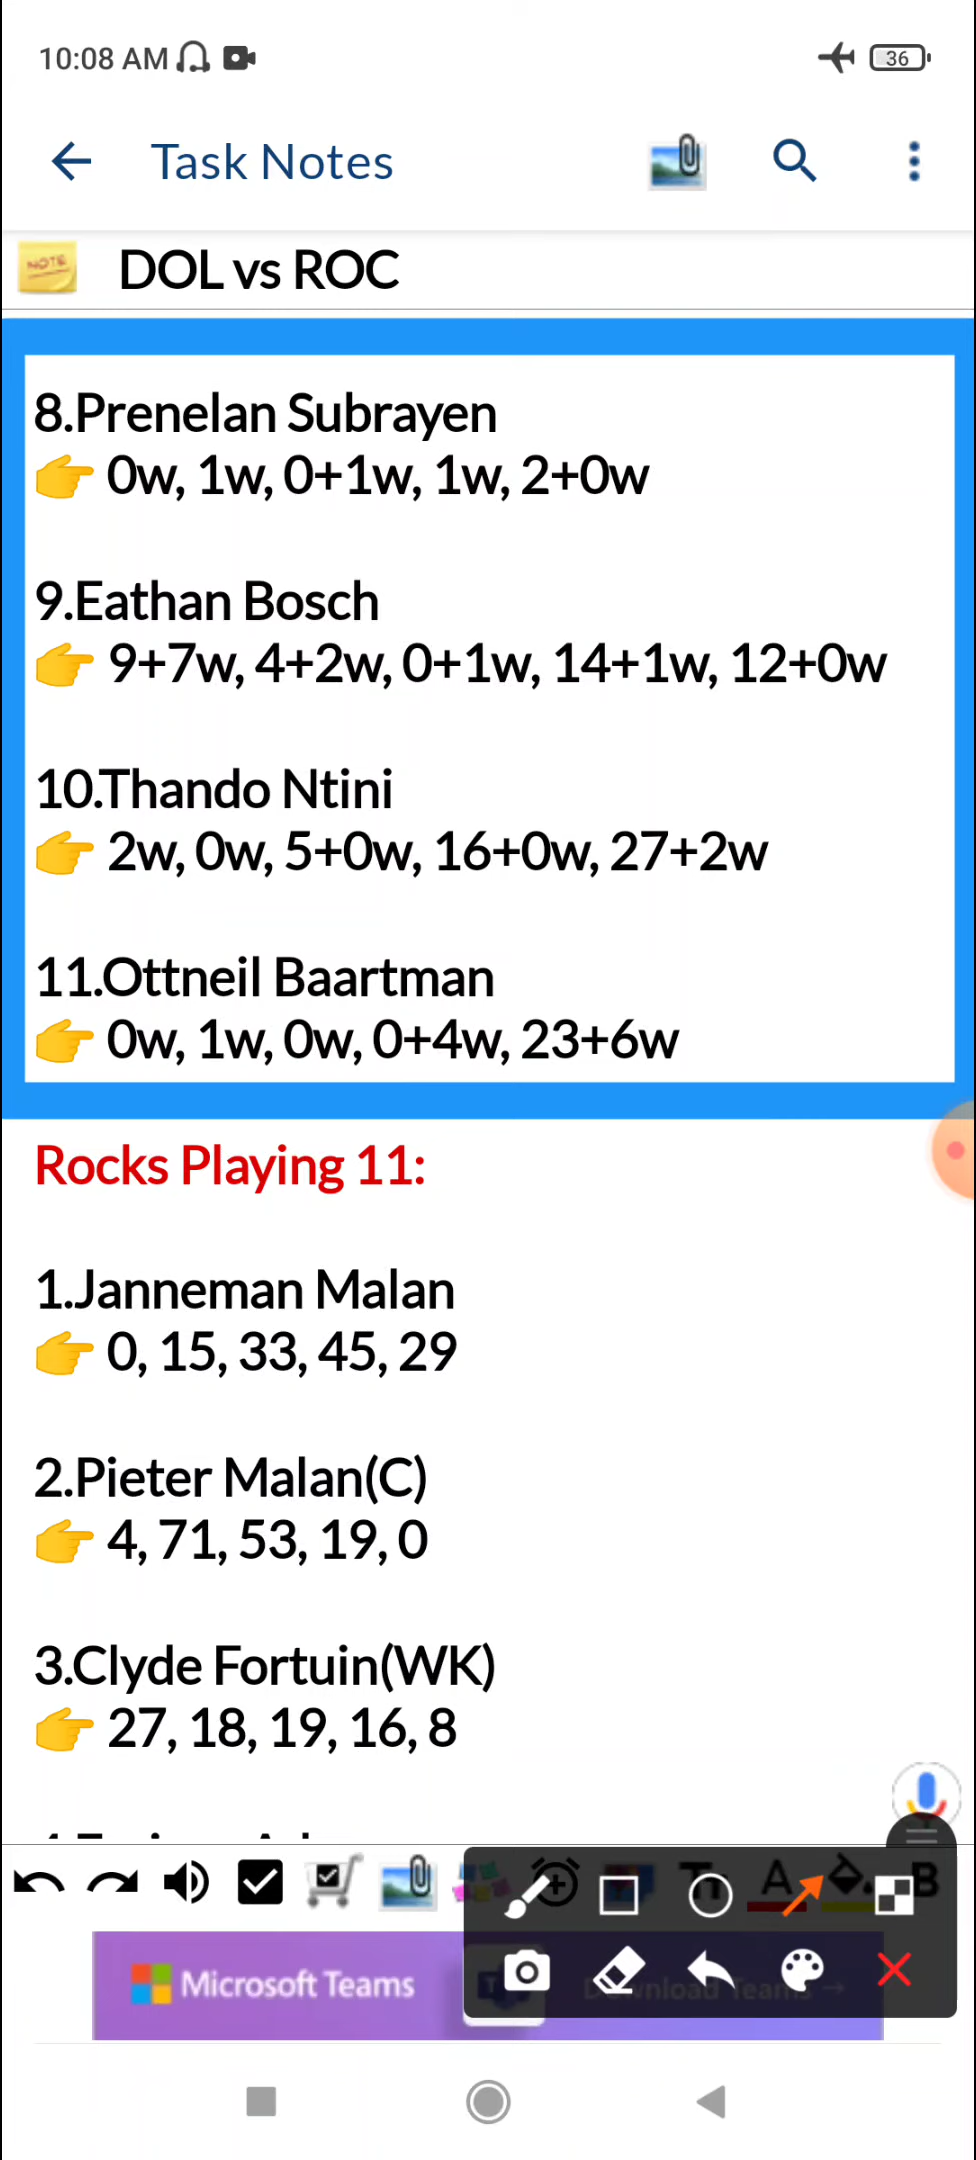 10:08 AM
36
Task Notes
NOTE
DOL vs ROC
8.Prenelan Subrayen
👉 0w, 1w, 0+1w, 1w, 2+0w
9.Eathan Bosch
👉 9+7w, 4+2w, 0+1w, 14+1w, 12+0w
10.Thando Ntini
👉 2w, 0w, 5+0w, 16+0w, 27+2w
11.Ottneil Baartman
👉 0w, 1w, 0w, 0+4w, 23+6w
Rocks Playing 11:
1.Janneman Malan
👉 0, 15, 33, 45, 29
2.Pieter Malan(C)
👉 4, 71, 53, 19, 0
3.Clyde Fortuin(WK)
👉 27, 18, 19, 16, 8
Microsoft Teams
Download Teams →